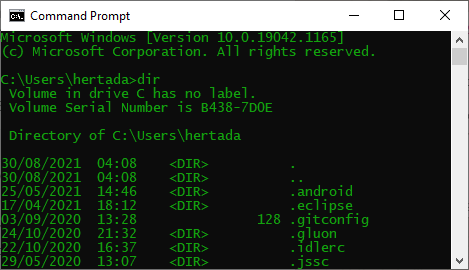 Command Prompt
Microsoft Windows [Version 10.0.19042.1165]
(c) Microsoft Corporation. All rights reserved.
C:\Users\hertada>dir
Volume in drive C has no label.
Volume Serial Number is B438-7D0E
Directory of C:\Users\hertada
30/08/2021  04:08    <DIR>          .
30/08/2021  04:08    <DIR>          ..
25/05/2021  14:46    <DIR>          .android
17/04/2021  18:12    <DIR>          .eclipse
03/09/2020  13:28               128 .gitconfig
24/10/2020  21:32    <DIR>          .gluon
22/10/2020  16:37    <DIR>          .idlerc
29/05/2020  13:07    <DIR>          .jssc